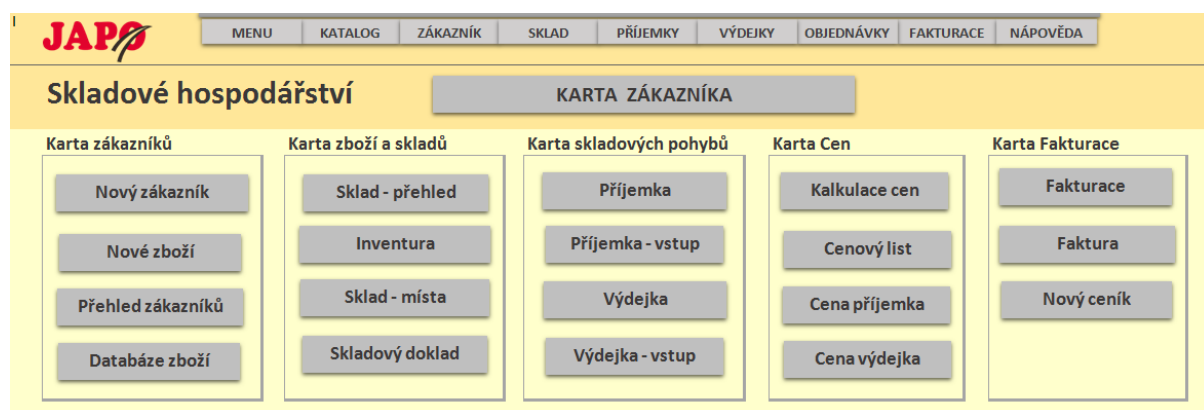 JAPO
MENU KATALOG ZÁKAZNÍK SKLAD PŘÍJEMKY VÝDEJKY OBJEDNÁVKY FAKTURACE NÁPOVĚDA
Skladové hospodářství
KARTA ZÁKAZNÍKA
Karta zákazníků
Nový zákazník
Nové zboží
Přehled zákazníků
Databáze zboží
Karta zboží a skladů
Sklad - přehled
Inventura
Sklad - místa
Skladový doklad
Karta skladových pohybů
Příjemka
Příjemka - vstup
Výdejka
Výdejka - vstup
Karta Cen
Kalkulace cen
Cenový list
Cena příjemka
Cena výdejka
Karta Fakturace
Fakturace
Faktura
Nový ceník